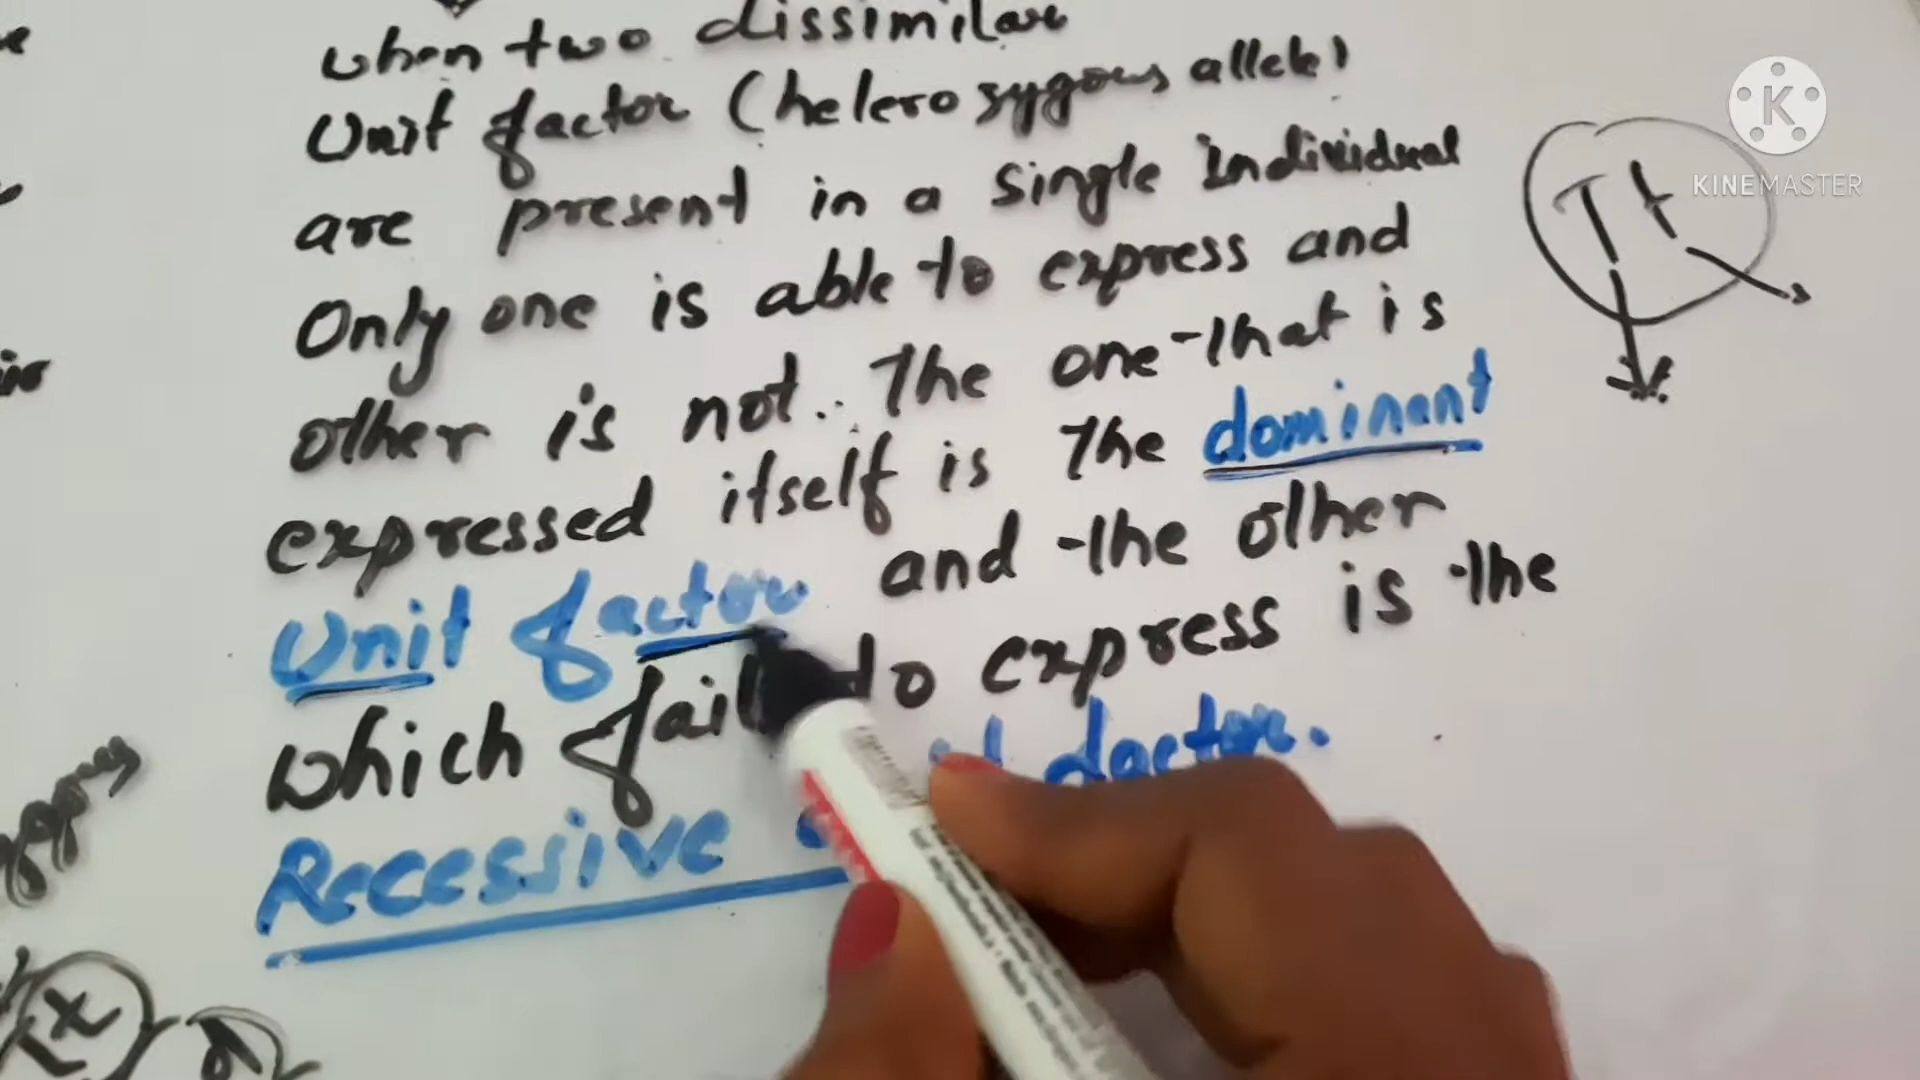 When two dissimilar
Unit factor (heterozygous allele)
are present in a single individual
Only one is able to express and
other is not. The one that is
expressed itself is the dominant
Unit factor and the other
which fail to express is the
Recessive factor.
T t
K
KINEMASTER